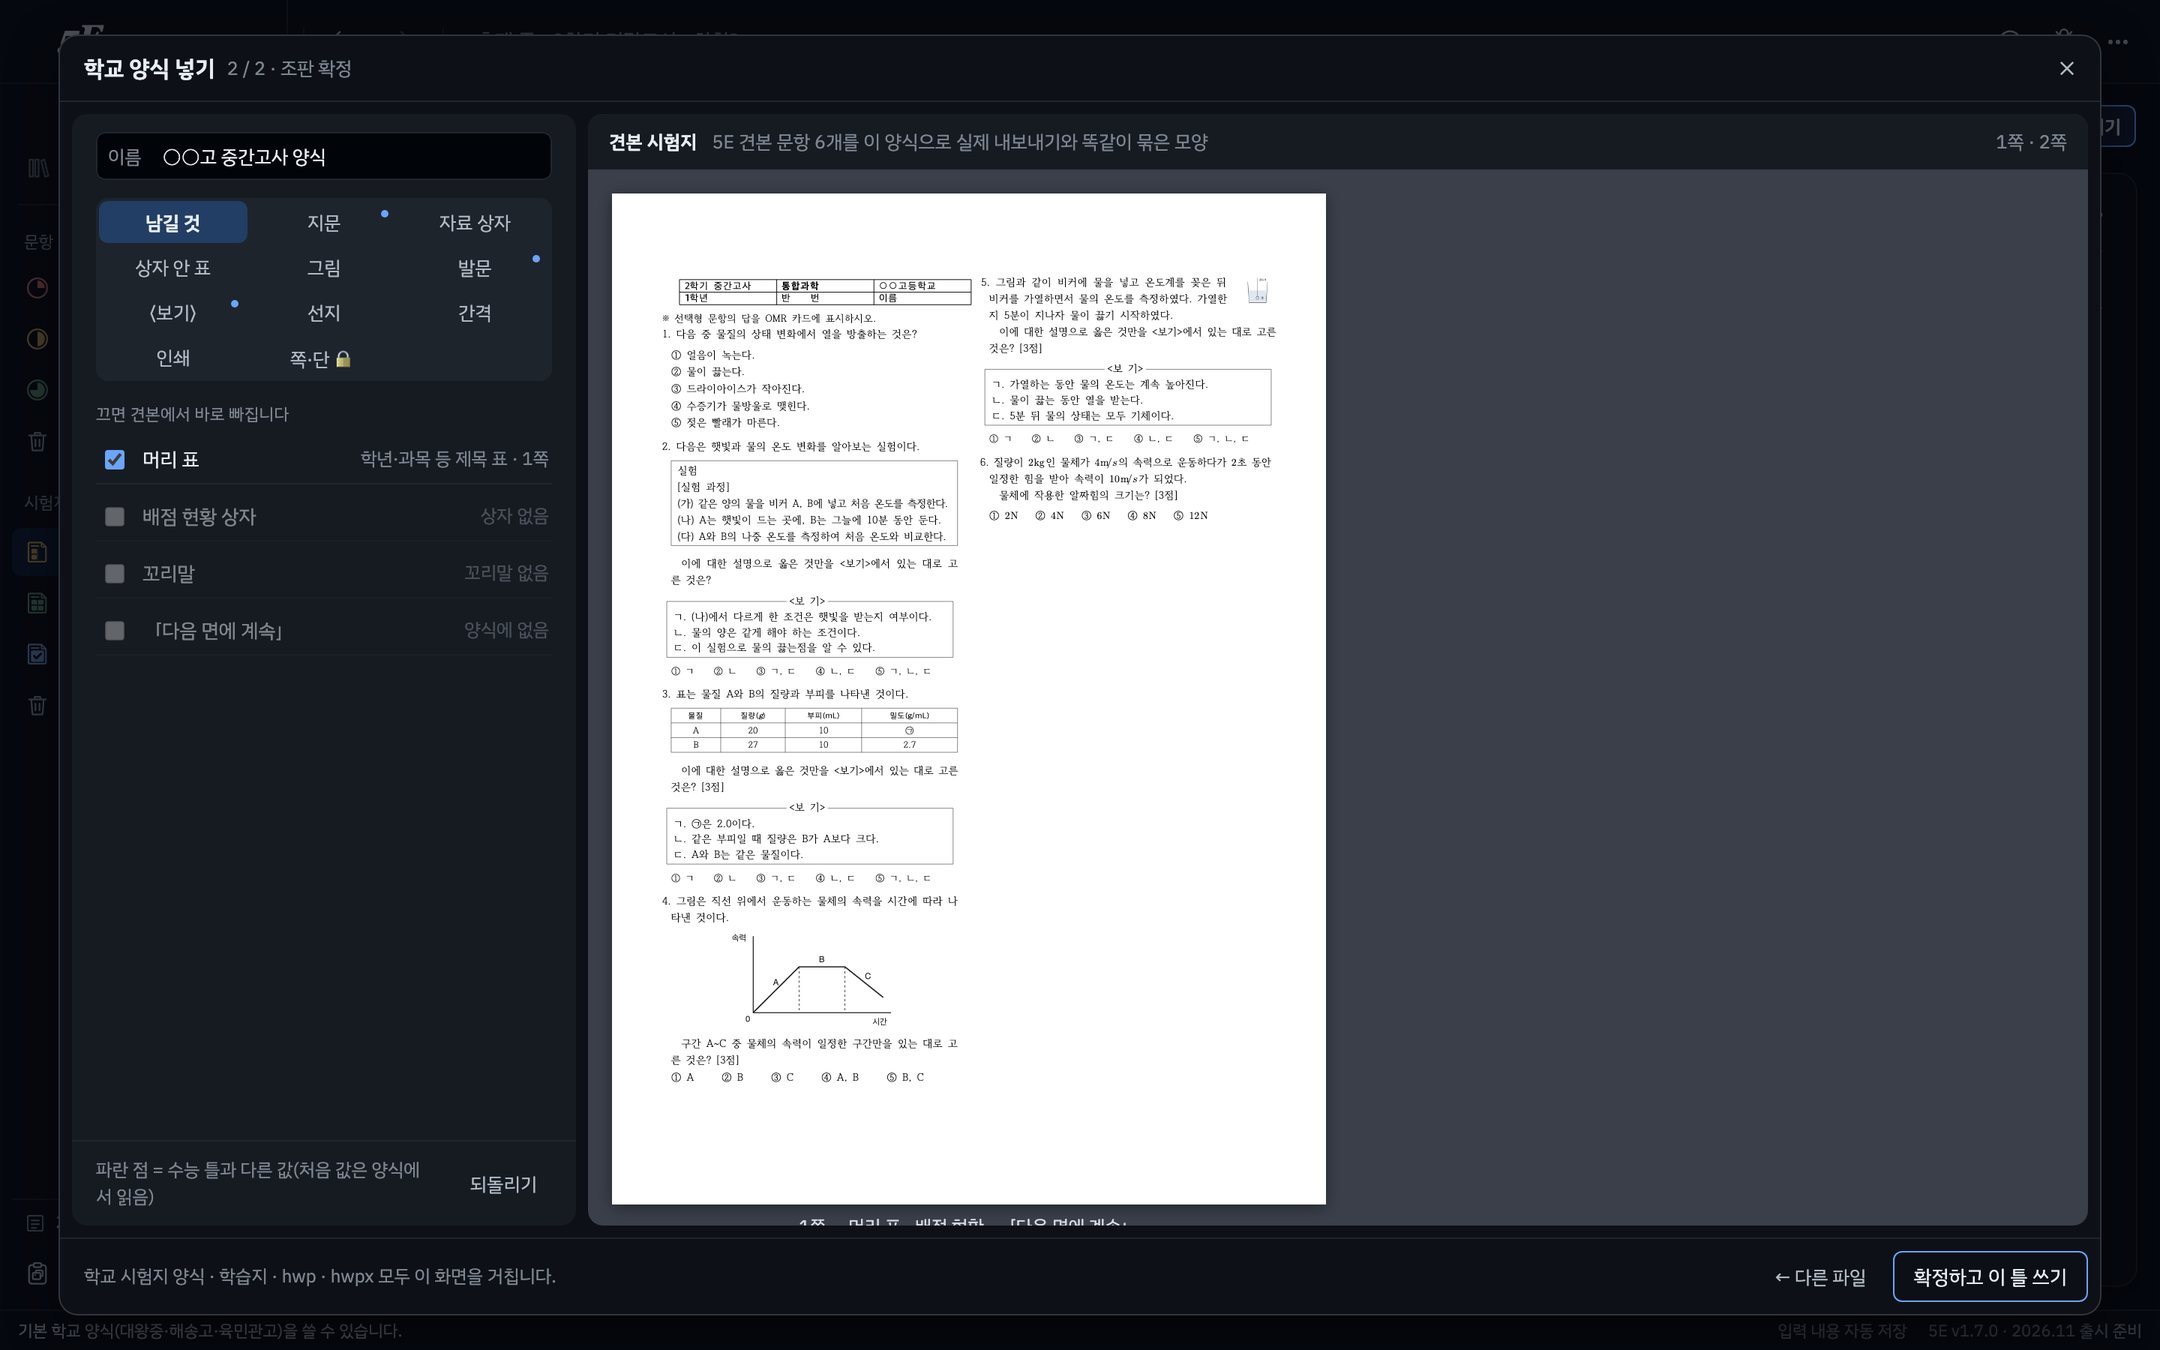 학교 양식 넣기 2 / 2 · 조판 확정
이름 ○○고 중간고사 양식
남길 것 지문 자료 상자
상자 안 표 그림 발문
〈보기〉 선지 간격
인쇄 쪽·단
끄면 견본에서 바로 빠집니다
머리 표 학년·과목 등 제목 표 · 1쪽
배점 현황 상자 상자 없음
꼬리말 꼬리말 없음
「다음 면에 계속」 양식에 없음
파란 점 = 수능 틀과 다른 값(처음 값은 양식에
서 읽음)
되돌리기
견본 시험지 5E 견본 문항 6개를 이 양식으로 실제 내보내기와 똑같이 묶은 모양 1쪽 · 2쪽
2학기 중간고사 통합과학 ○○고등학교
1학년 반 번 이름
※ 선택형 문항의 답을 OMR 카드에 표시하시오.
1. 다음 중 물질의 상태 변화에서 열을 방출하는 것은?
① 얼음이 녹는다.
② 물이 끓는다.
③ 드라이아이스가 작아진다.
④ 수증기가 물방울로 맺힌다.
⑤ 젖은 빨래가 마른다.
2. 다음은 햇빛과 물의 온도 변화를 알아보는 실험이다.
실험
[실험 과정]
(가) 같은 양의 물을 비커 A, B에 넣고 처음 온도를 측정한다.
(나) A는 햇빛이 드는 곳에, B는 그늘에 10분 동안 둔다.
(다) A와 B의 나중 온도를 측정하여 처음 온도와 비교한다.
이에 대한 설명으로 옳은 것만을 <보기>에서 있는 대로 고
른 것은?
<보 기>
ㄱ. (나)에서 다르게 한 조건은 햇빛을 받는지 여부이다.
ㄴ. 물의 양은 같게 해야 하는 조건이다.
ㄷ. 이 실험으로 물의 끓는점을 알 수 있다.
① ㄱ ② ㄴ ③ ㄱ, ㄷ ④ ㄴ, ㄷ ⑤ ㄱ, ㄴ, ㄷ
3. 표는 물질 A와 B의 질량과 부피를 나타낸 것이다.
물질 질량(g) 부피(mL) 밀도(g/mL)
A 20 10 ㉠
B 27 10 2.7
이에 대한 설명으로 옳은 것만을 <보기>에서 있는 대로 고른
것은? [3점]
<보 기>
ㄱ. ㉠은 2.0이다.
ㄴ. 같은 부피일 때 질량은 B가 A보다 크다.
ㄷ. A와 B는 같은 물질이다.
① ㄱ ② ㄴ ③ ㄱ, ㄷ ④ ㄴ, ㄷ ⑤ ㄱ, ㄴ, ㄷ
4. 그림은 직선 위에서 운동하는 물체의 속력을 시간에 따라 나
타낸 것이다.
속력
B
A
C
0
시간
구간 A~C 중 물체의 속력이 일정한 구간만을 있는 대로 고
른 것은? [3점]
① A ② B ③ C ④ A, B ⑤ B, C
5. 그림과 같이 비커에 물을 넣고 온도계를 꽂은 뒤
비커를 가열하면서 물의 온도를 측정하였다. 가열한
지 5분이 지나자 물이 끓기 시작하였다.
이에 대한 설명으로 옳은 것만을 <보기>에서 있는 대로 고른
것은? [3점]
<보 기>
ㄱ. 가열하는 동안 물의 온도는 계속 높아진다.
ㄴ. 물이 끓는 동안 열을 받는다.
ㄷ. 5분 뒤 물의 상태는 모두 기체이다.
① ㄱ ② ㄴ ③ ㄱ, ㄷ ④ ㄴ, ㄷ ⑤ ㄱ, ㄴ, ㄷ
6. 질량이 2kg인 물체가 4m/s의 속력으로 운동하다가 2초 동안
일정한 힘을 받아 속력이 10m/s가 되었다.
물체에 작용한 알짜힘의 크기는? [3점]
① 2N ② 4N ③ 6N ④ 8N ⑤ 12N
학교 시험지 양식 · 학습지 · hwp · hwpx 모두 이 화면을 거칩니다.
← 다른 파일
확정하고 이 틀 쓰기
문항
기본 학교 양식(대왕중·해송고·육민관고)을 쓸 수 있습니다.
입력 내용 자동 저장 5E v1.7.0 · 2026.11 출시 준비